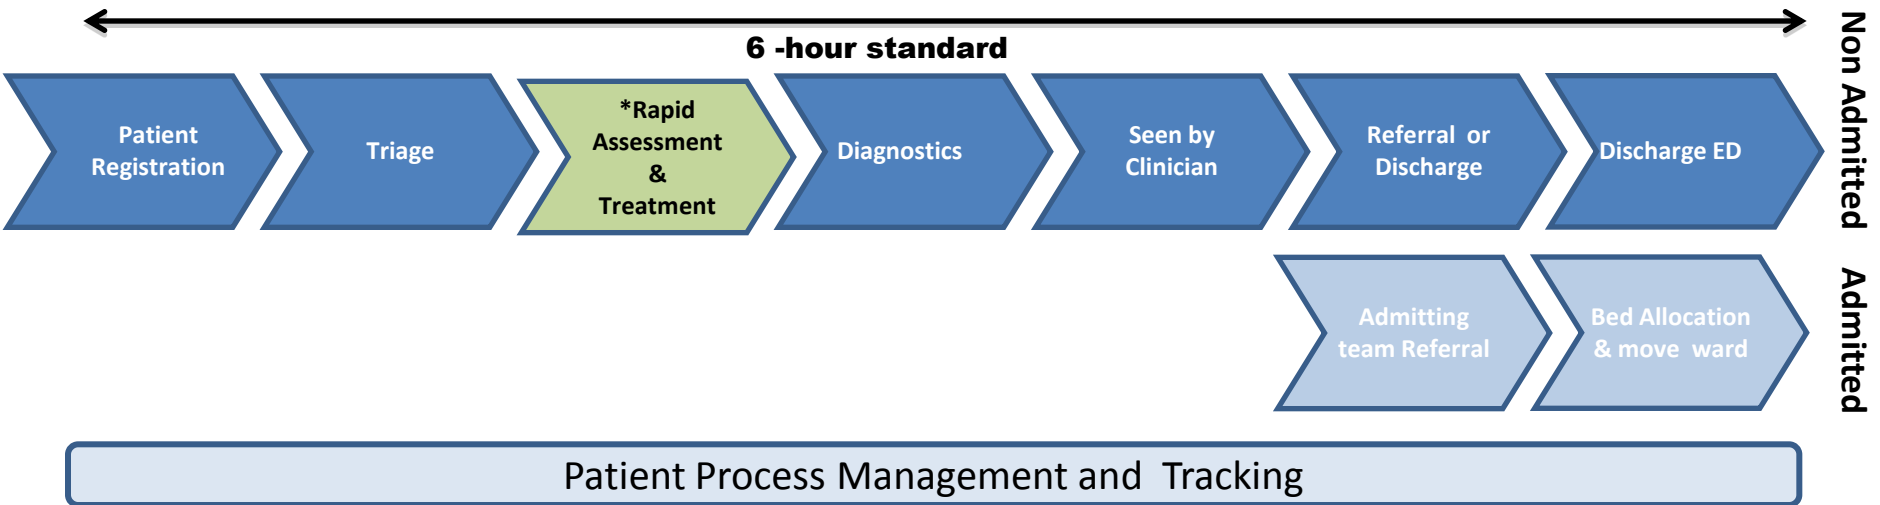 6 -hour standard
Patient
Registration
Triage
*Rapid
Assessment
&
Treatment
Diagnostics
Seen by
Clinician
Referral or
Discharge
Discharge ED
Non Admitted
Admitting
team Referral
Bed Allocation
& move ward
Admitted
Patient Process Management and Tracking